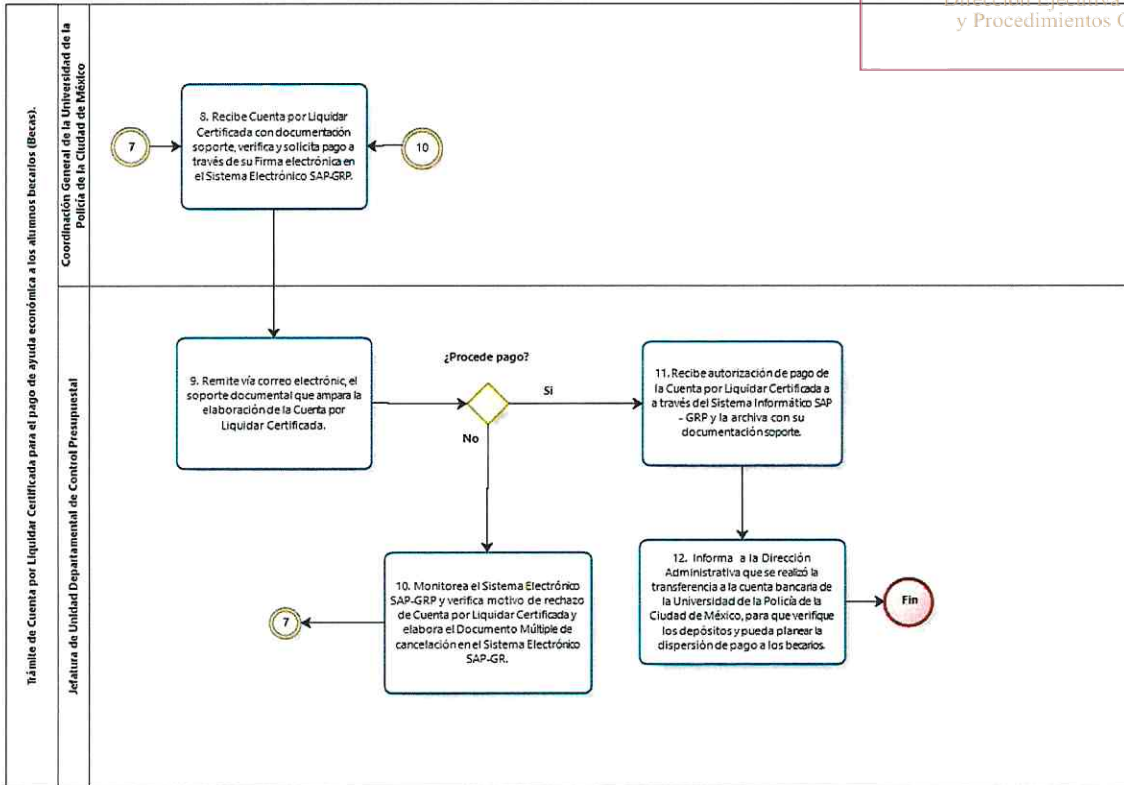 y Procedimientos
Trámite de Cuenta por Liquidar Certificada para el pago de ayuda económica a los alumnos becarios (Becas).
Coordinación General de la Universidad de la
Policía de la Ciudad de México
7
8. Recibe Cuenta por Liquidar
Certificada con documentación
soporte, verifica y solicita pago a
través de su Firma electrónica en
el Sistema Electrónico SAP-GRP.
10
Jefatura de Unidad Departamental de Control Presupuestal
9. Remite vía correo electrónic, el
soporte documental que ampara la
elaboración de la Cuenta por
Liquidar Certificada.
¿Procede pago?
Si
No
11. Recibe autorización de pago de
la Cuenta por Liquidar Certificada a
a través del Sistema Informático SAP
- GRP y la archiva con su
documentación soporte.
7
10. Monitorea el Sistema Electrónico
SAP-GRP y verifica motivo de rechazo
de Cuenta por Liquidar Certificada y
elabora el Documento Múltiple de
cancelación en el Sistema Electrónico
SAP-GR.
12. Informa a la Dirección
Administrativa que se realizó la
transferencia a la cuenta bancaria de
la Universidad de la Policía de la
Ciudad de México, para que verifique
los depósitos y pueda planear la
dispersión de pago a los becarios.
Fin